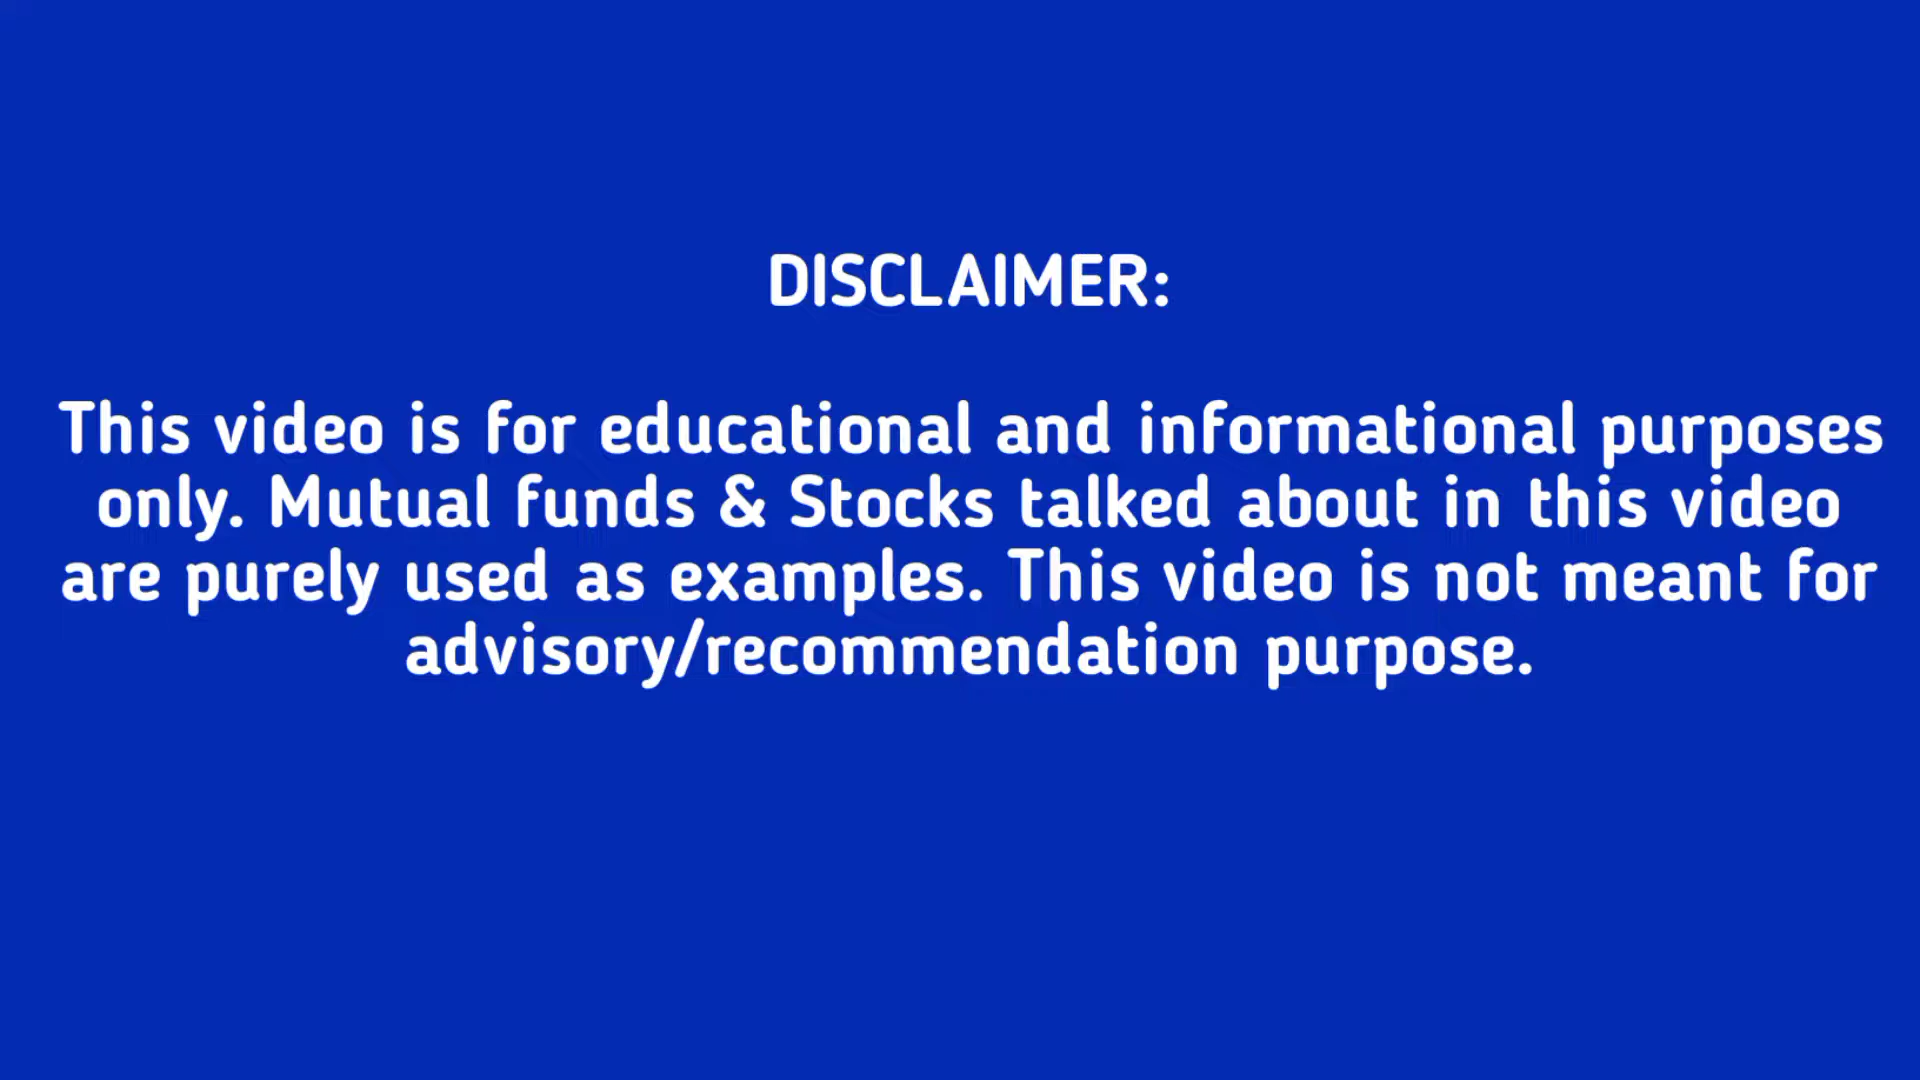 DISCLAIMER:
This video is for educational and informational purposes
only. Mutual funds & Stocks talked about in this video
are purely used as examples. This video is not meant for
advisory/recommendation purpose.